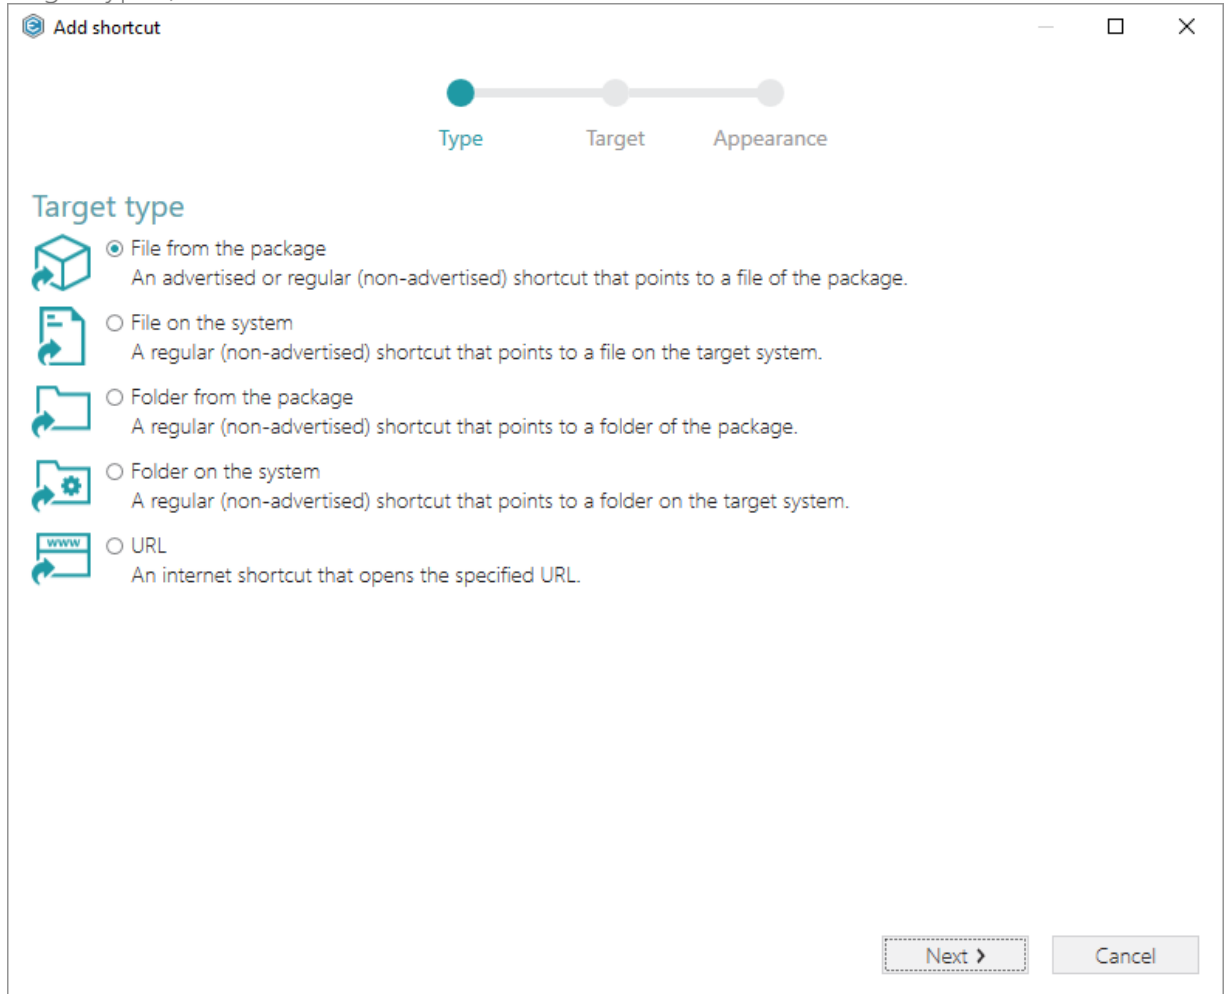 Add shortcut
Type Target Appearance
Target type
File from the package
An advertised or regular (non-advertised) shortcut that points to a file of the package.
File on the system
A regular (non-advertised) shortcut that points to a file on the target system.
Folder from the package
A regular (non-advertised) shortcut that points to a folder of the package.
Folder on the system
A regular (non-advertised) shortcut that points to a folder on the target system.
www
URL
An internet shortcut that opens the specified URL.
Next Cancel